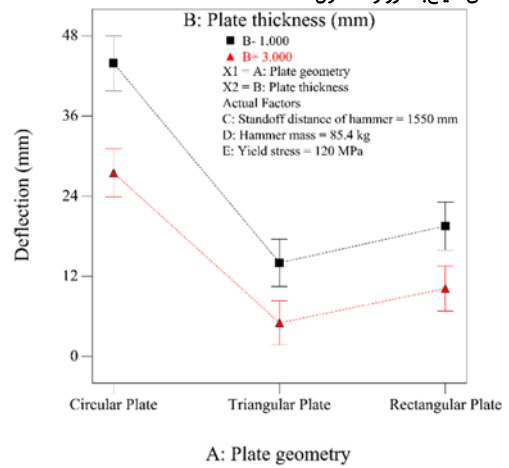 B: Plate thickness (mm)
B- 1.000
B+ 3.000
X1 = A: Plate geometry
X2 = B: Plate thickness
Actual Factors
C: Standoff distance of hammer = 1550 mm
D: Hammer mass = 85.4 kg
E: Yield stress = 120 MPa
Deflection (mm)
48
36
24
12
0
Circular Plate
Triangular Plate
Rectangular Plate
A: Plate geometry